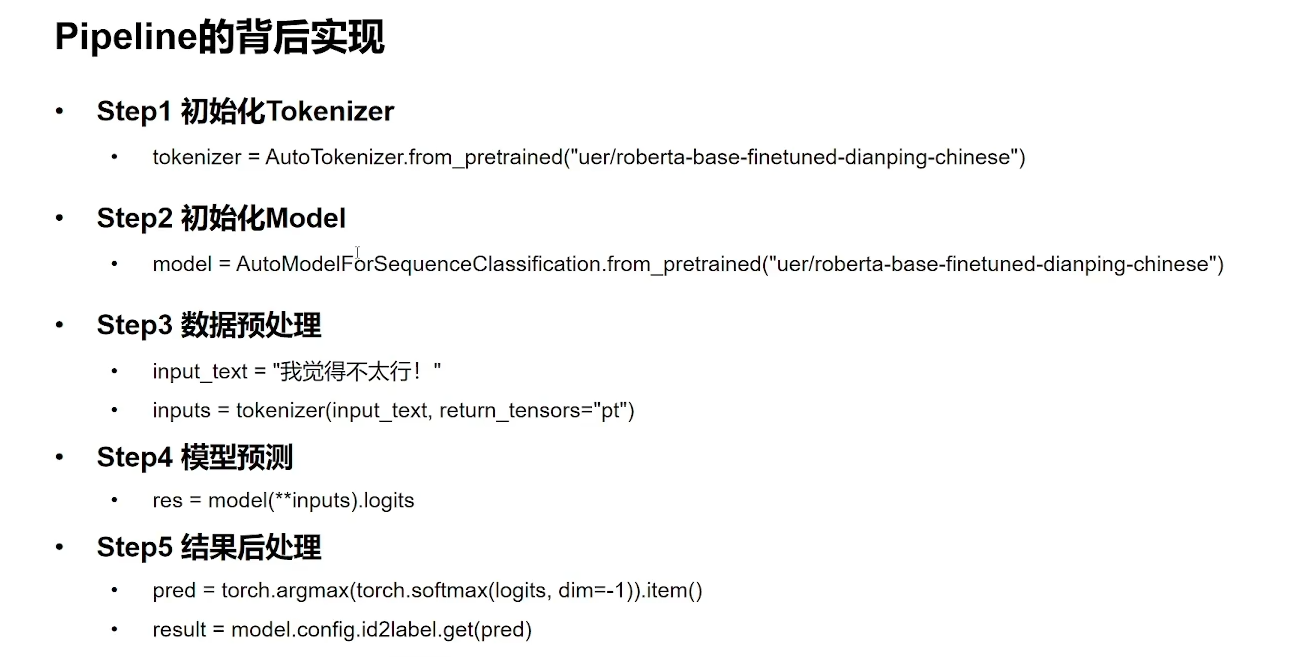 Pipeline的背后实现
• Step1 初始化Tokenizer
• tokenizer = AutoTokenizer.from_pretrained("uer/roberta-base-finetuned-dianping-chinese")
• Step2 初始化Model
• model = AutoModelForSequenceClassification.from_pretrained("uer/roberta-base-finetuned-dianping-chinese")
• Step3 数据预处理
• input_text = "我觉得不太行！"
• inputs = tokenizer(input_text, return_tensors="pt")
• Step4 模型预测
• res = model(**inputs).logits
• Step5 结果后处理
• pred = torch.argmax(torch.softmax(logits, dim=-1)).item()
• result = model.config.id2label.get(pred)